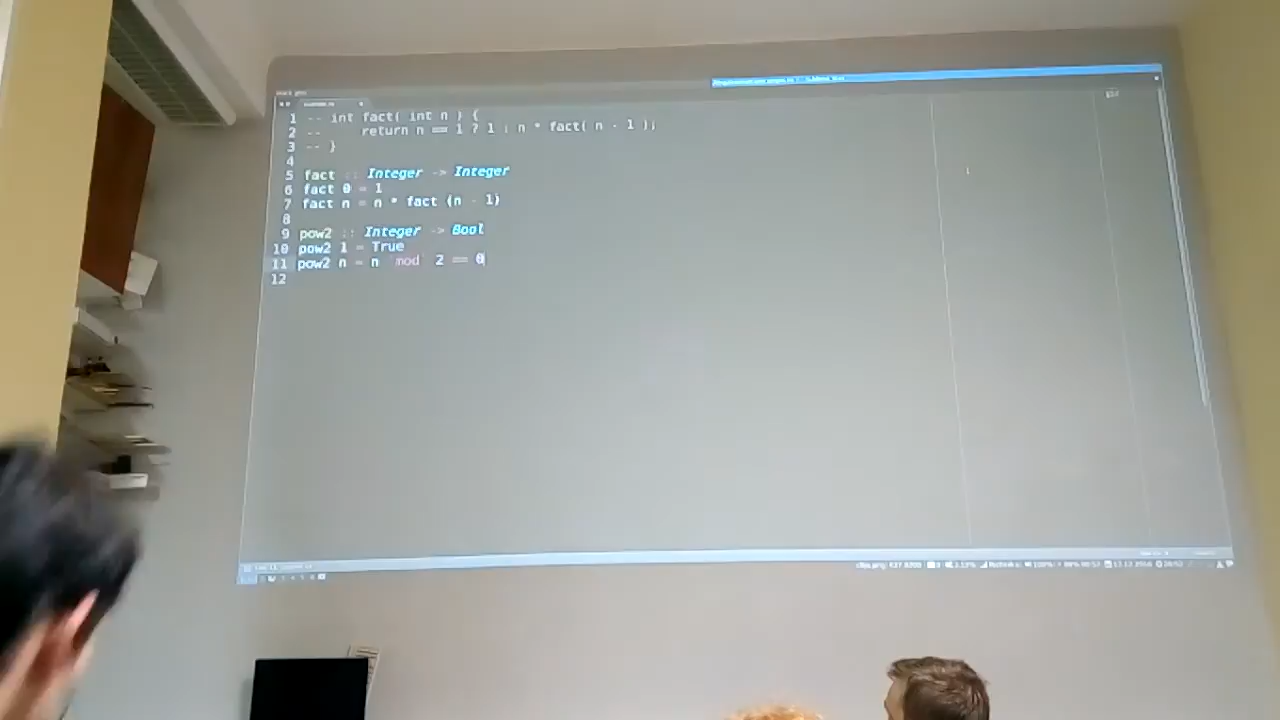 1 -- int fact( int n ) {
2 --     return n == 1 ? 1 : n * fact( n - 1 );
3 -- }
4
5 fact :: Integer -> Integer
6 fact 0 = 1
7 fact n = n * fact (n - 1)
8
9 pow2 :: Integer -> Bool
10 pow2 1 = True
11 pow2 n = n `mod` 2 == 0
12